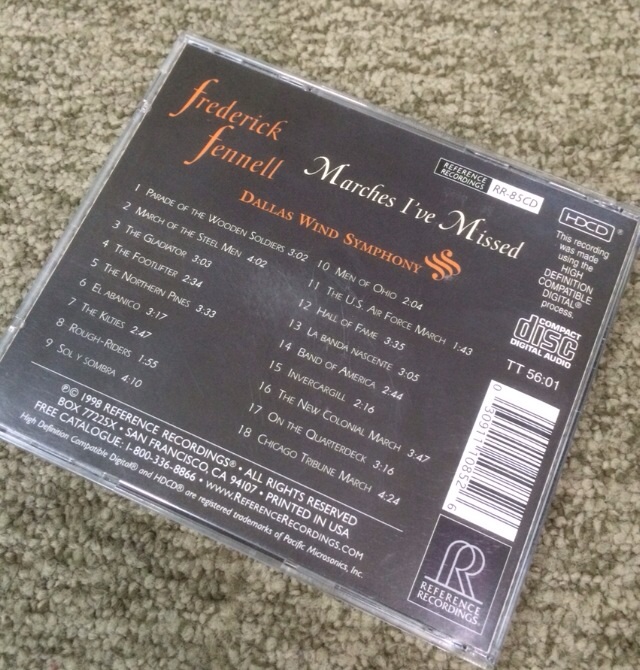 Frederick
Fennell
Marches I've Missed
DALLAS WIND SYMPHONY
REFERENCE
RECORDINGS
RR-85CD
HDCD
This recording
was made
using the
HIGH
DEFINITION
COMPATIBLE
DIGITAL®
process.
COMPACT
disc
DIGITAL AUDIO
TT 56:01
1 PARADE OF THE WOODEN SOLDIERS 3:02
2 MARCH OF THE STEEL MEN 4:02
3 THE GLADIATOR 3:03
4 THE FOOTLIFTER 2:34
5 THE NORTHERN PINES 3:33
6 EL ABANICO 3:17
7 THE KILTIES 2:47
8 ROUGH-RIDERS 1:55
9 SOL Y SOMBRA 4:10
10 MEN OF OHIO 2:04
11 THE U.S. AIR FORCE MARCH 1:43
12 HALL OF FAME 3:35
13 LA BANDA NASCENTE 3:05
14 BAND OF AMERICA 2:44
15 INVERCARGILL 2:16
16 THE NEW COLONIAL MARCH 3:47
17 ON THE QUARTERDECK 3:16
18 CHICAGO TRIBUNE MARCH 4:24
℗© 1998 REFERENCE RECORDINGS® • ALL RIGHTS RESERVED
BOX 77225X • SAN FRANCISCO, CA 94107 • PRINTED IN USA
FREE CATALOGUE: 1-800-336-8866 • WWW.REFERENCERECORDINGS.COM
High Definition Compatible Digital® and HDCD® are registered trademarks of Pacific Microsonics, Inc.
0 30911 10852 6
RR
REFERENCE
RECORDINGS®